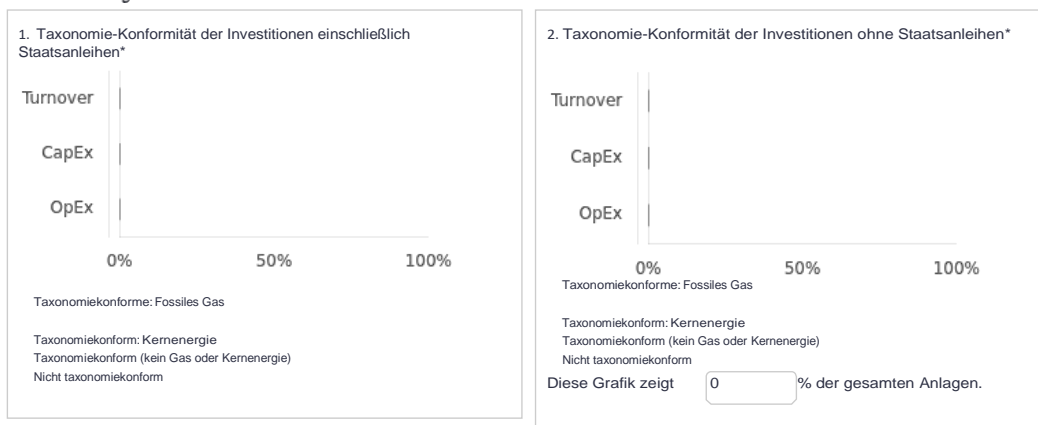 1. Taxonomie-Konformität der Investitionen einschließlich
Staatsanleihen*
Turnover
CapEx
OpEx
0% 50% 100%
Taxonomiekonforme: Fossiles Gas
Taxonomiekonform: Kernenergie
Taxonomiekonform (kein Gas oder Kernenergie)
Nicht taxonomiekonform
2. Taxonomie-Konformität der Investitionen ohne Staatsanleihen*
Turnover
CapEx
OpEx
0% 50% 100%
Taxonomiekonforme: Fossiles Gas
Taxonomiekonform: Kernenergie
Taxonomiekonform (kein Gas oder Kernenergie)
Nicht taxonomiekonform
Diese Grafik zeigt 0 % der gesamten Anlagen.